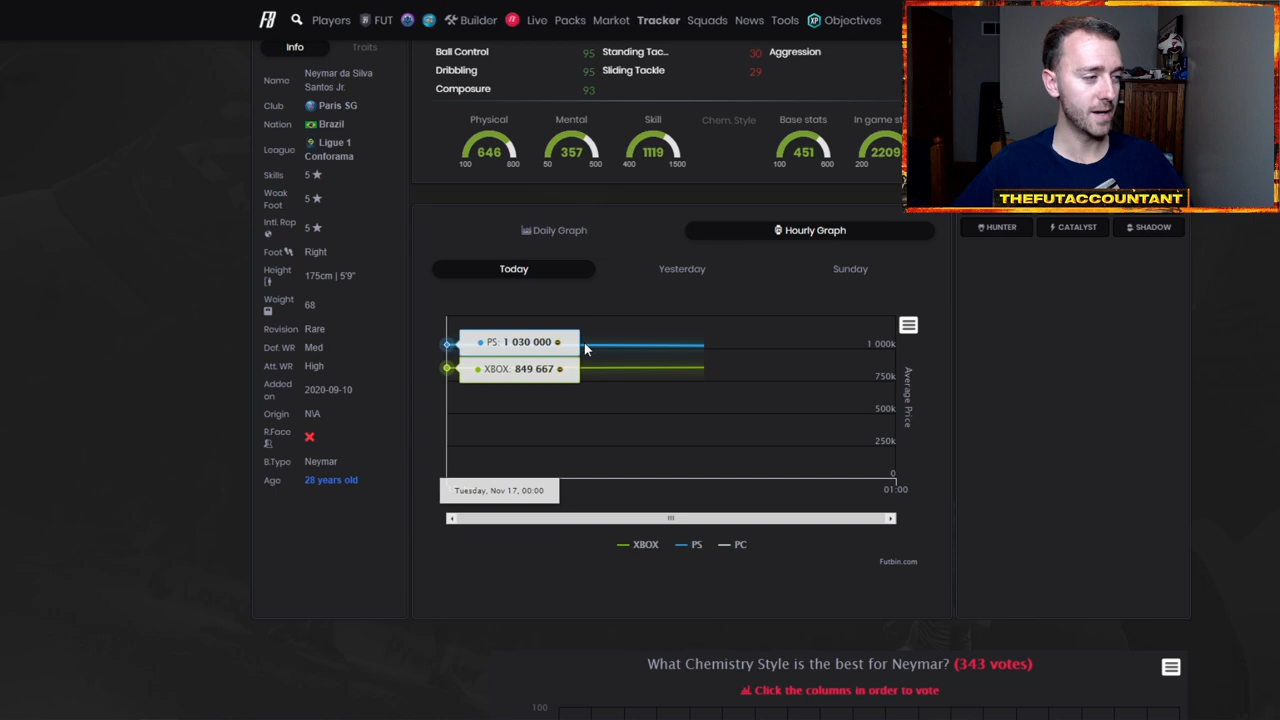 F8 Players FUT Builder Live Packs Market Tracker Squads News Tools XP Objectives
Info Traits
Name Neymar da Silva Santos Jr.
Club Paris SG
Nation Brazil
League Ligue 1 Conforama
Skills 5
Weak Foot 5
Intl. Rep 5
Foot Right
Height 175cm | 5'9"
Weight 68
Revision Rare
Def. WR Med
Att. WR High
Added on 2020-09-10
Origin N\A
R.Face
B.Type Neymar
Age 28 years old
Ball Control 95 Standing Tac... 30 Aggression
Dribbling 95 Sliding Tackle 29
Composure 93
Physical Mental Skill Chem. Style Base stats In game st
646 357 1119 451 2209
100 800 50 500 400 1500 100 600 200
THEFUTACCOUNTANT
HUNTER CATALYST SHADOW
Daily Graph Hourly Graph
Today Yesterday Sunday
PS: 1 030 000
XBOX: 849 667
1 000k
750k
500k
250k
0
Average Price
Tuesday, Nov 17, 00:00
01:00
XBOX PS PC
Futbin.com
What Chemistry Style is the best for Neymar? (343 votes)
Click the columns in order to vote
100